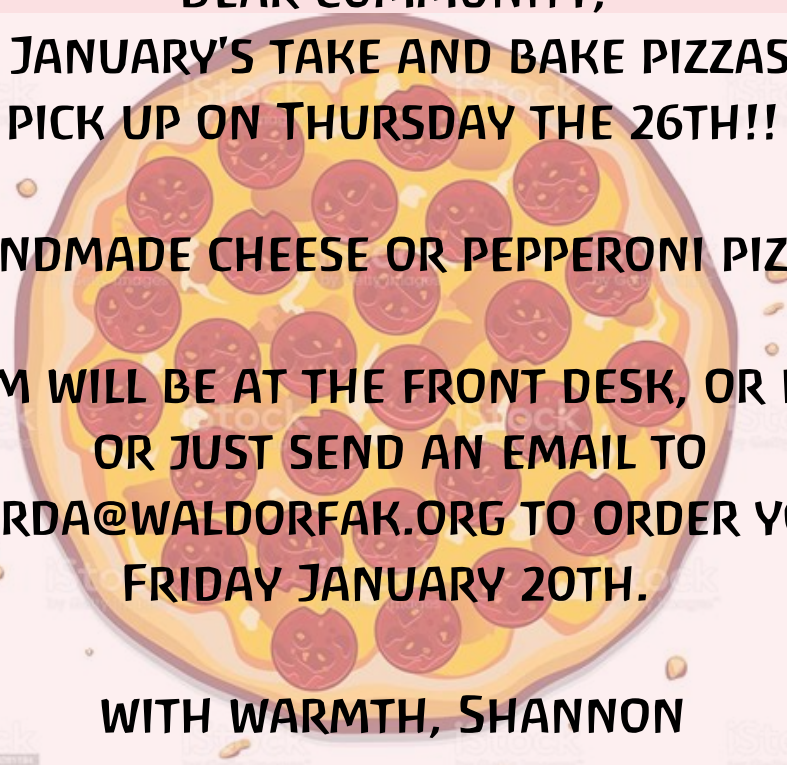 DEAR COMMUNITY,
JANUARY'S TAKE AND BAKE PIZZAS
PICK UP ON THURSDAY THE 26TH!!
NDMADE CHEESE OR PEPPERONI PIZ
M WILL BE AT THE FRONT DESK, OR
OR JUST SEND AN EMAIL TO
RDA@WALDORFAK.ORG TO ORDER YO
FRIDAY JANUARY 20TH.
WITH WARMTH, SHANNON